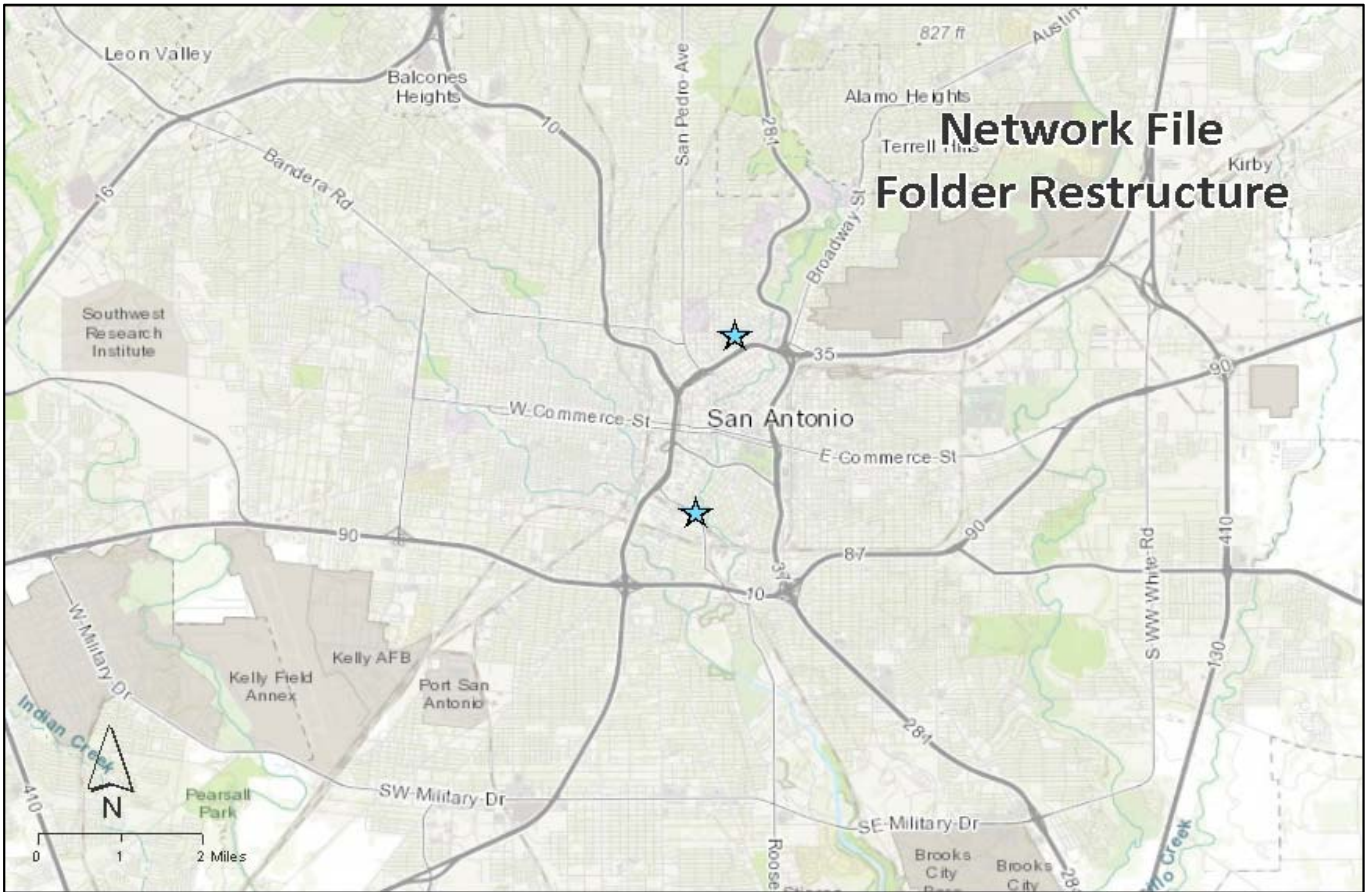 827 ft
Austin-
Leon Valley
San Pedro Ave
Balcones
Heights
281
Alamo Heights
Network File
Folder Restructure
10
Terrell Hills
Kirby
Bandera Rd
16
Broadway St
Southwest
Research
Institute
35
90
W-Commerce-St
San Antonio
E-Commerce-St
90
90
87
410
37
10
S-WW-White-Rd
W-Military-Dr
Kelly AFB
Kelly Field
Annex
Port San
Antonio
130
Indian Creek
281
N
410
Pearsall
Park
SW-Military-Dr
SE-Military-Dr
0 1 2 Miles
Roose
Brooks
City
Brooks
City
28
Creek